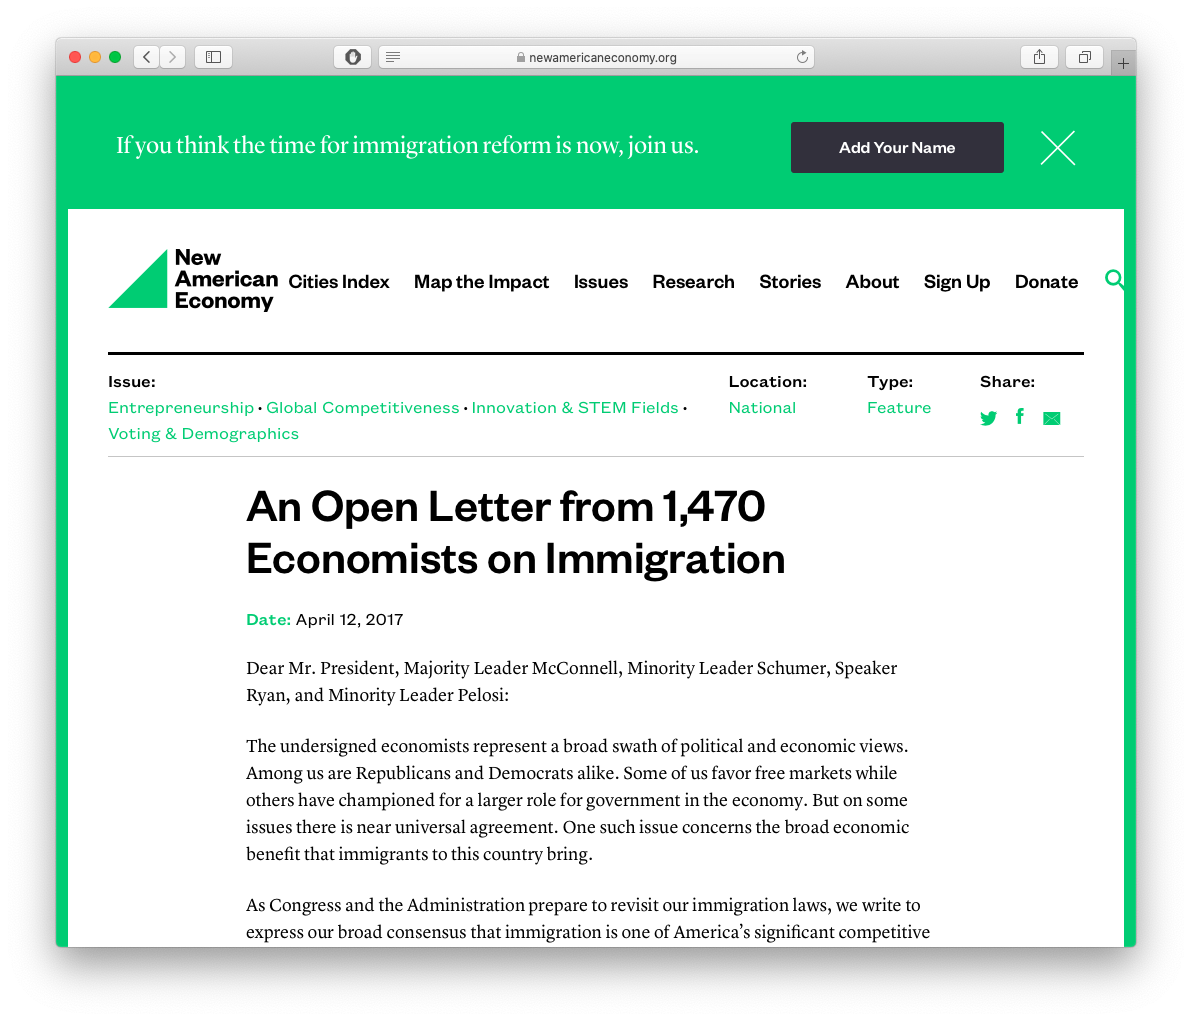 newamericaneconomy.org
If you think the time for immigration reform is now, join us.
Add Your Name
New
American
Economy
Cities Index Map the Impact Issues Research Stories About Sign Up Donate
Issue:
Entrepreneurship • Global Competitiveness • Innovation & STEM Fields •
Voting & Demographics
Location:
National
Type:
Feature
Share:
An Open Letter from 1,470
Economists on Immigration
Date: April 12, 2017
Dear Mr. President, Majority Leader McConnell, Minority Leader Schumer, Speaker
Ryan, and Minority Leader Pelosi:
The undersigned economists represent a broad swath of political and economic views.
Among us are Republicans and Democrats alike. Some of us favor free markets while
others have championed for a larger role for government in the economy. But on some
issues there is near universal agreement. One such issue concerns the broad economic
benefit that immigrants to this country bring.
As Congress and the Administration prepare to revisit our immigration laws, we write to
express our broad consensus that immigration is one of America’s significant competitive